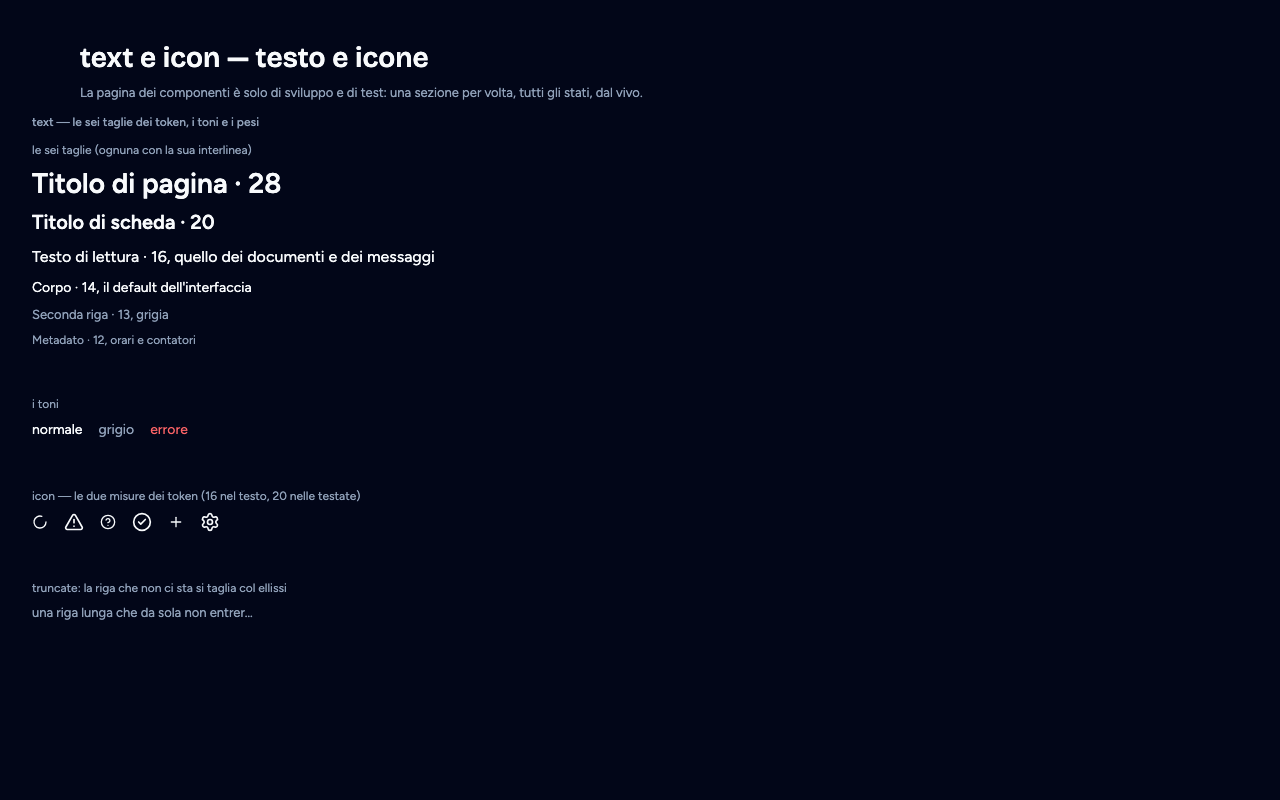 text e icon — testo e icone
La pagina dei componenti è solo di sviluppo e di test: una sezione per volta, tutti gli stati, dal vivo.
text — le sei taglie dei token, i toni e i pesi
le sei taglie (ognuna con la sua interlinea)
Titolo di pagina · 28
Titolo di scheda · 20
Testo di lettura · 16, quello dei documenti e dei messaggi
Corpo · 14, il default dell'interfaccia
Seconda riga · 13, grigia
Metadato · 12, orari e contatori
i toni
normale grigio errore
icon — le due misure dei token (16 nel testo, 20 nelle testate)
truncate: la riga che non ci sta si taglia col ellissi
una riga lunga che da sola non entrer…